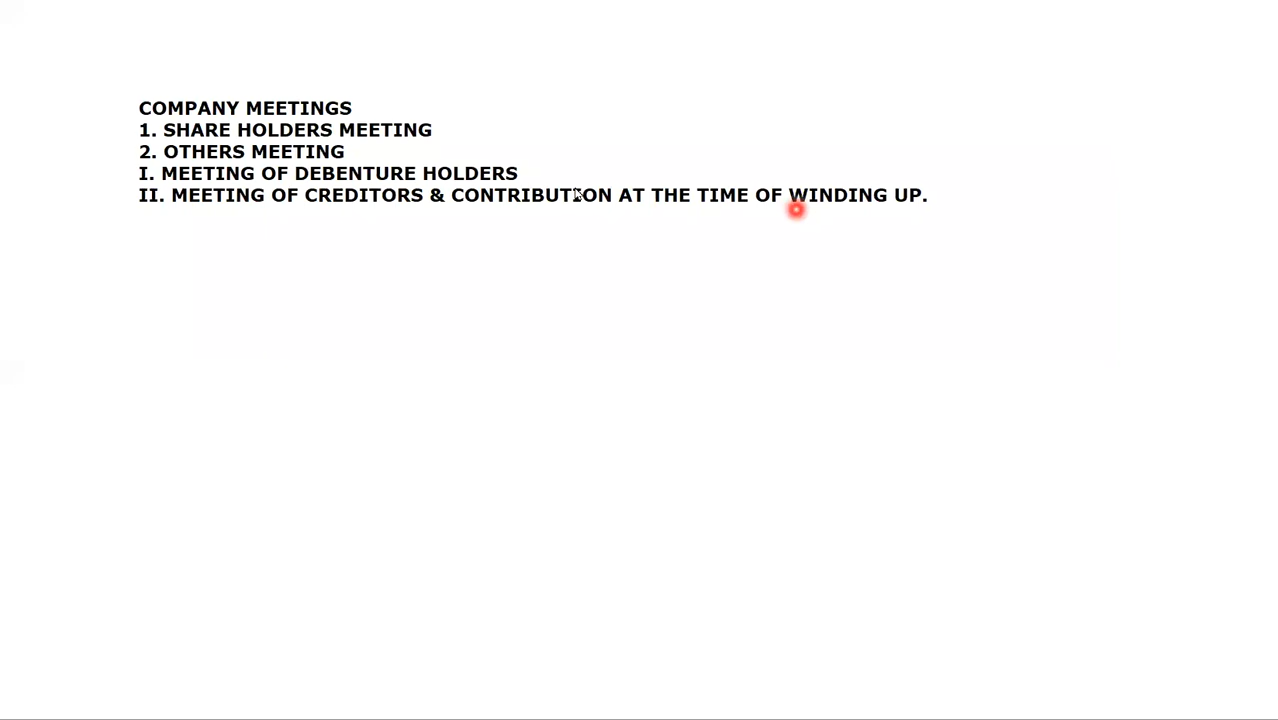 COMPANY MEETINGS
1. SHARE HOLDERS MEETING
2. OTHERS MEETING
I. MEETING OF DEBENTURE HOLDERS
II. MEETING OF CREDITORS & CONTRIBUTION AT THE TIME OF WINDING UP.